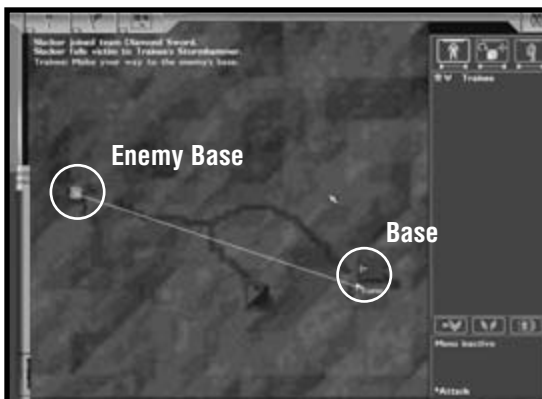 Slacker joined team Diamond Sword.
Slacker falls victim to Trainee's Sturmhammer.
Trainee: Make your way to the enemy's base.
Trainee
Enemy Base
Base
Menu inactive
*Attack